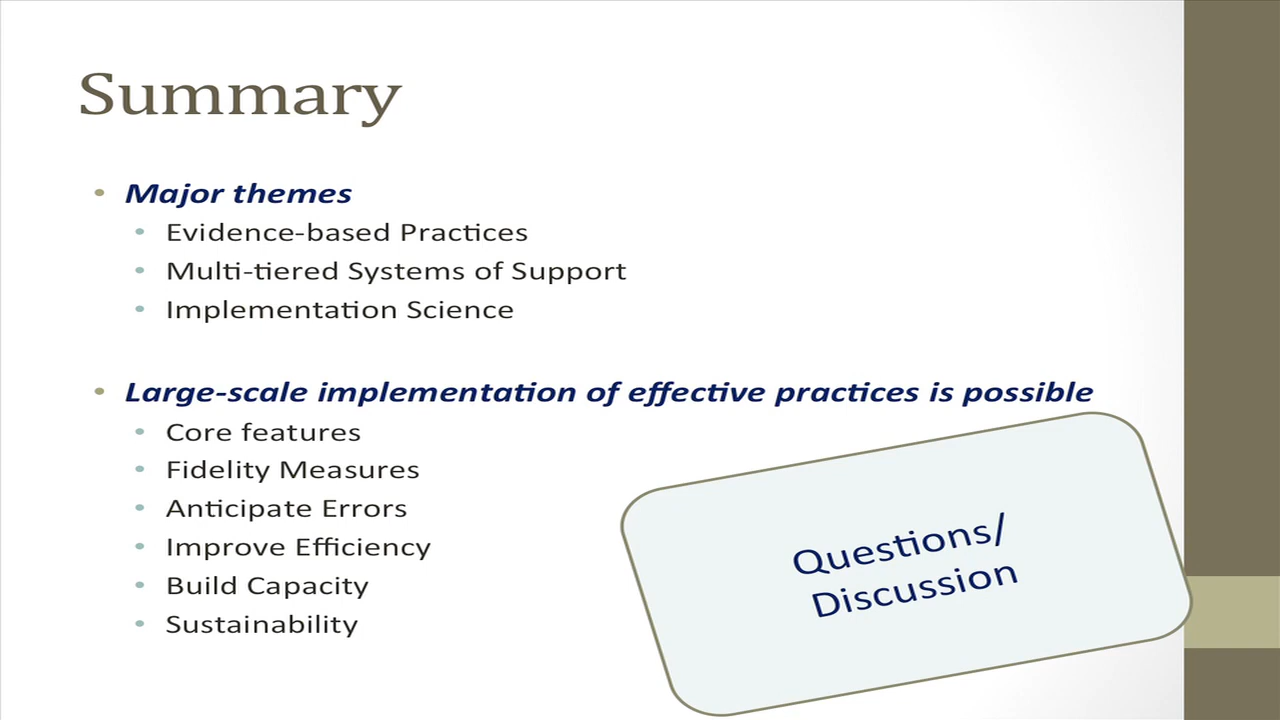 Summary
• Major themes
• Evidence-based Practices
• Multi-tiered Systems of Support
• Implementation Science
• Large-scale implementation of effective practices is possible
• Core features
• Fidelity Measures
• Anticipate Errors
• Improve Efficiency
• Build Capacity
• Sustainability
Questions/
Discussion